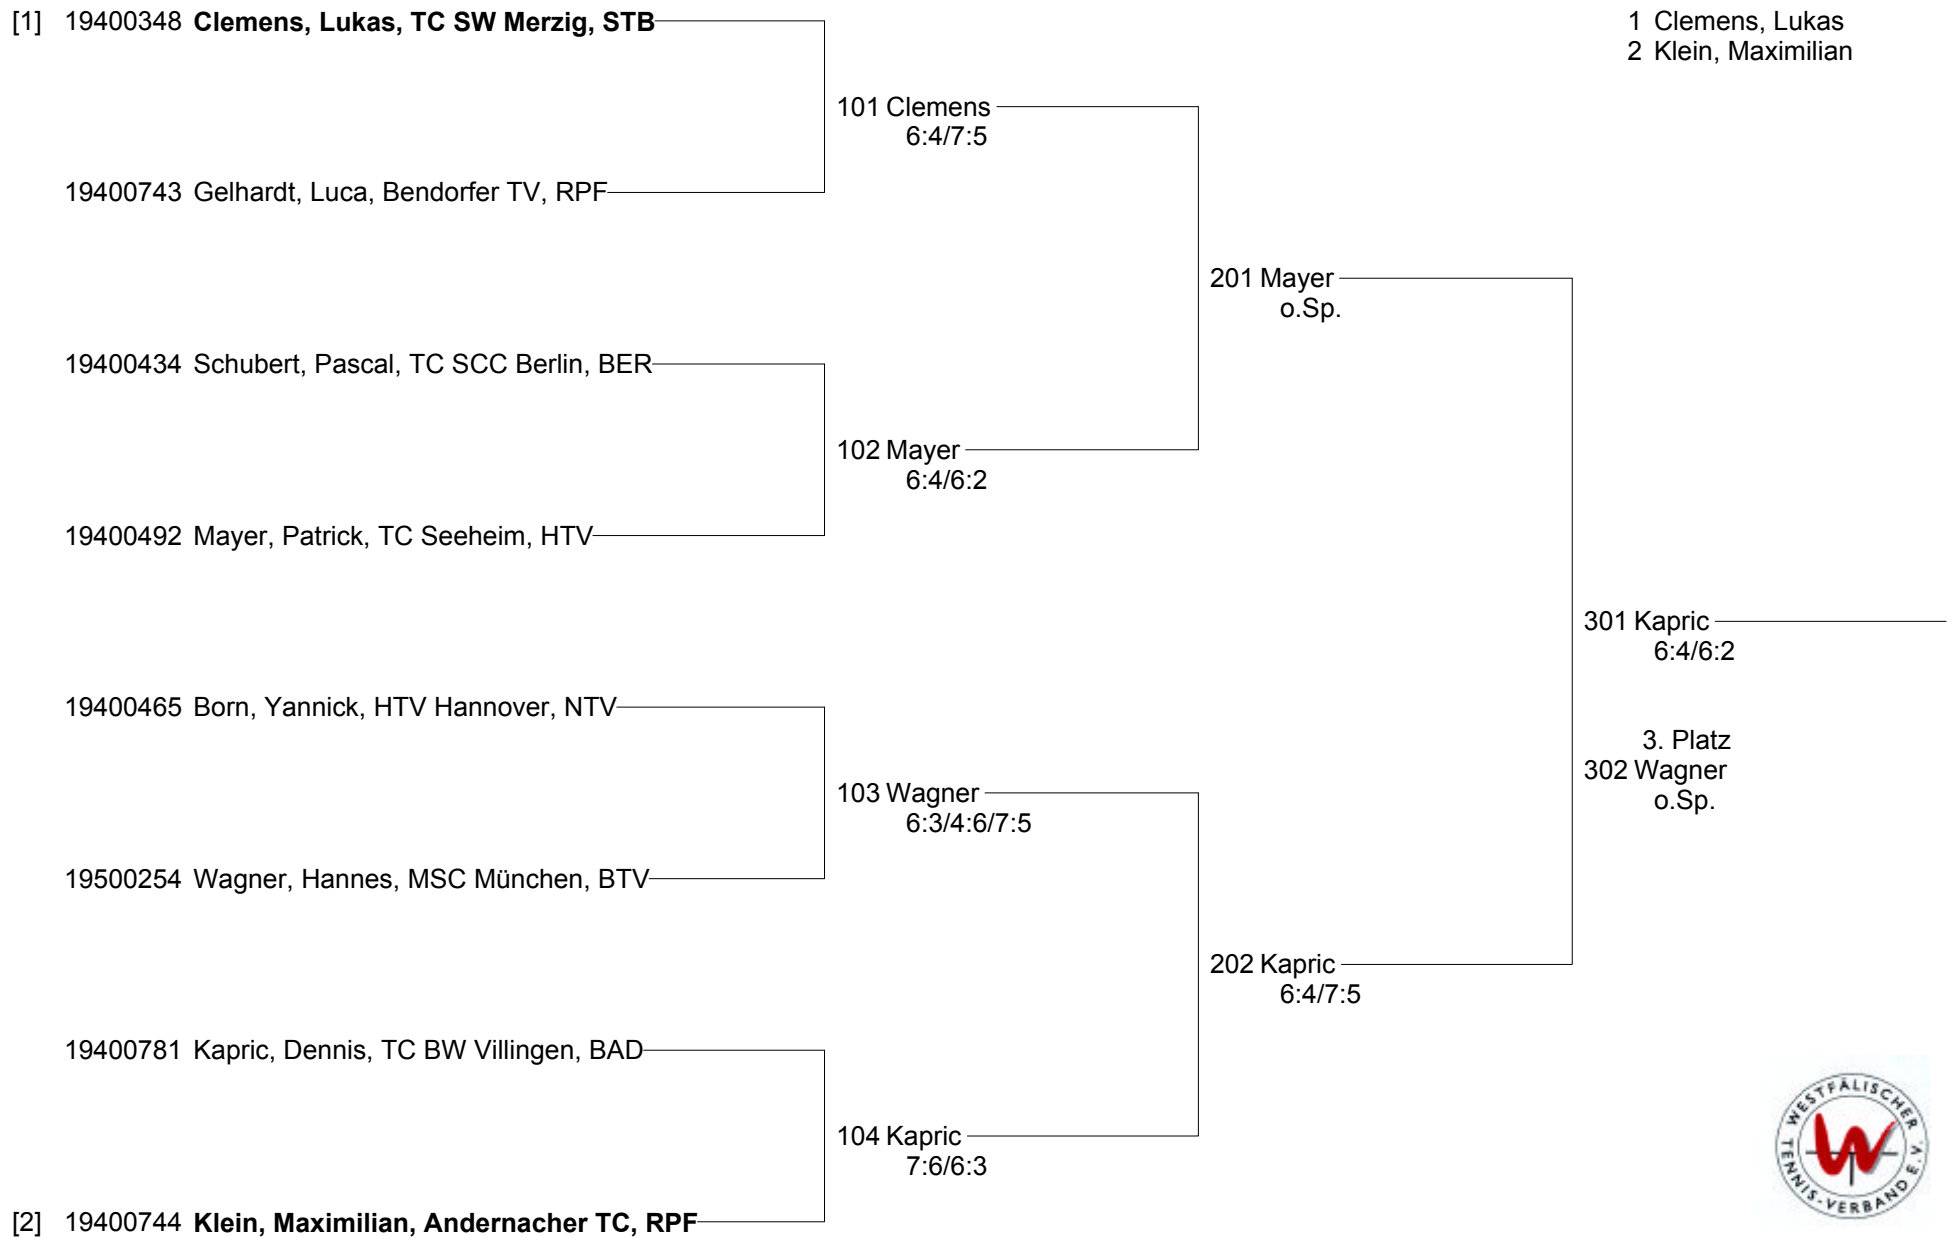 [1] 19400348 Clemens, Lukas, TC SW Merzig, STB
1 Clemens, Lukas
2 Klein, Maximilian
101 Clemens
6:4/7:5
19400743 Gelhardt, Luca, Bendorfer TV, RPF
201 Mayer
o.Sp.
19400434 Schubert, Pascal, TC SCC Berlin, BER
102 Mayer
6:4/6:2
19400492 Mayer, Patrick, TC Seeheim, HTV
301 Kapric
6:4/6:2
19400465 Born, Yannick, HTV Hannover, NTV
3. Platz
302 Wagner
o.Sp.
103 Wagner
6:3/4:6/7:5
19500254 Wagner, Hannes, MSC München, BTV
202 Kapric
6:4/7:5
19400781 Kapric, Dennis, TC BW Villingen, BAD
104 Kapric
7:6/6:3
[2] 19400744 Klein, Maximilian, Andernacher TC, RPF
WESTFÄLISCHER
TENNIS-VERBAND E.V.